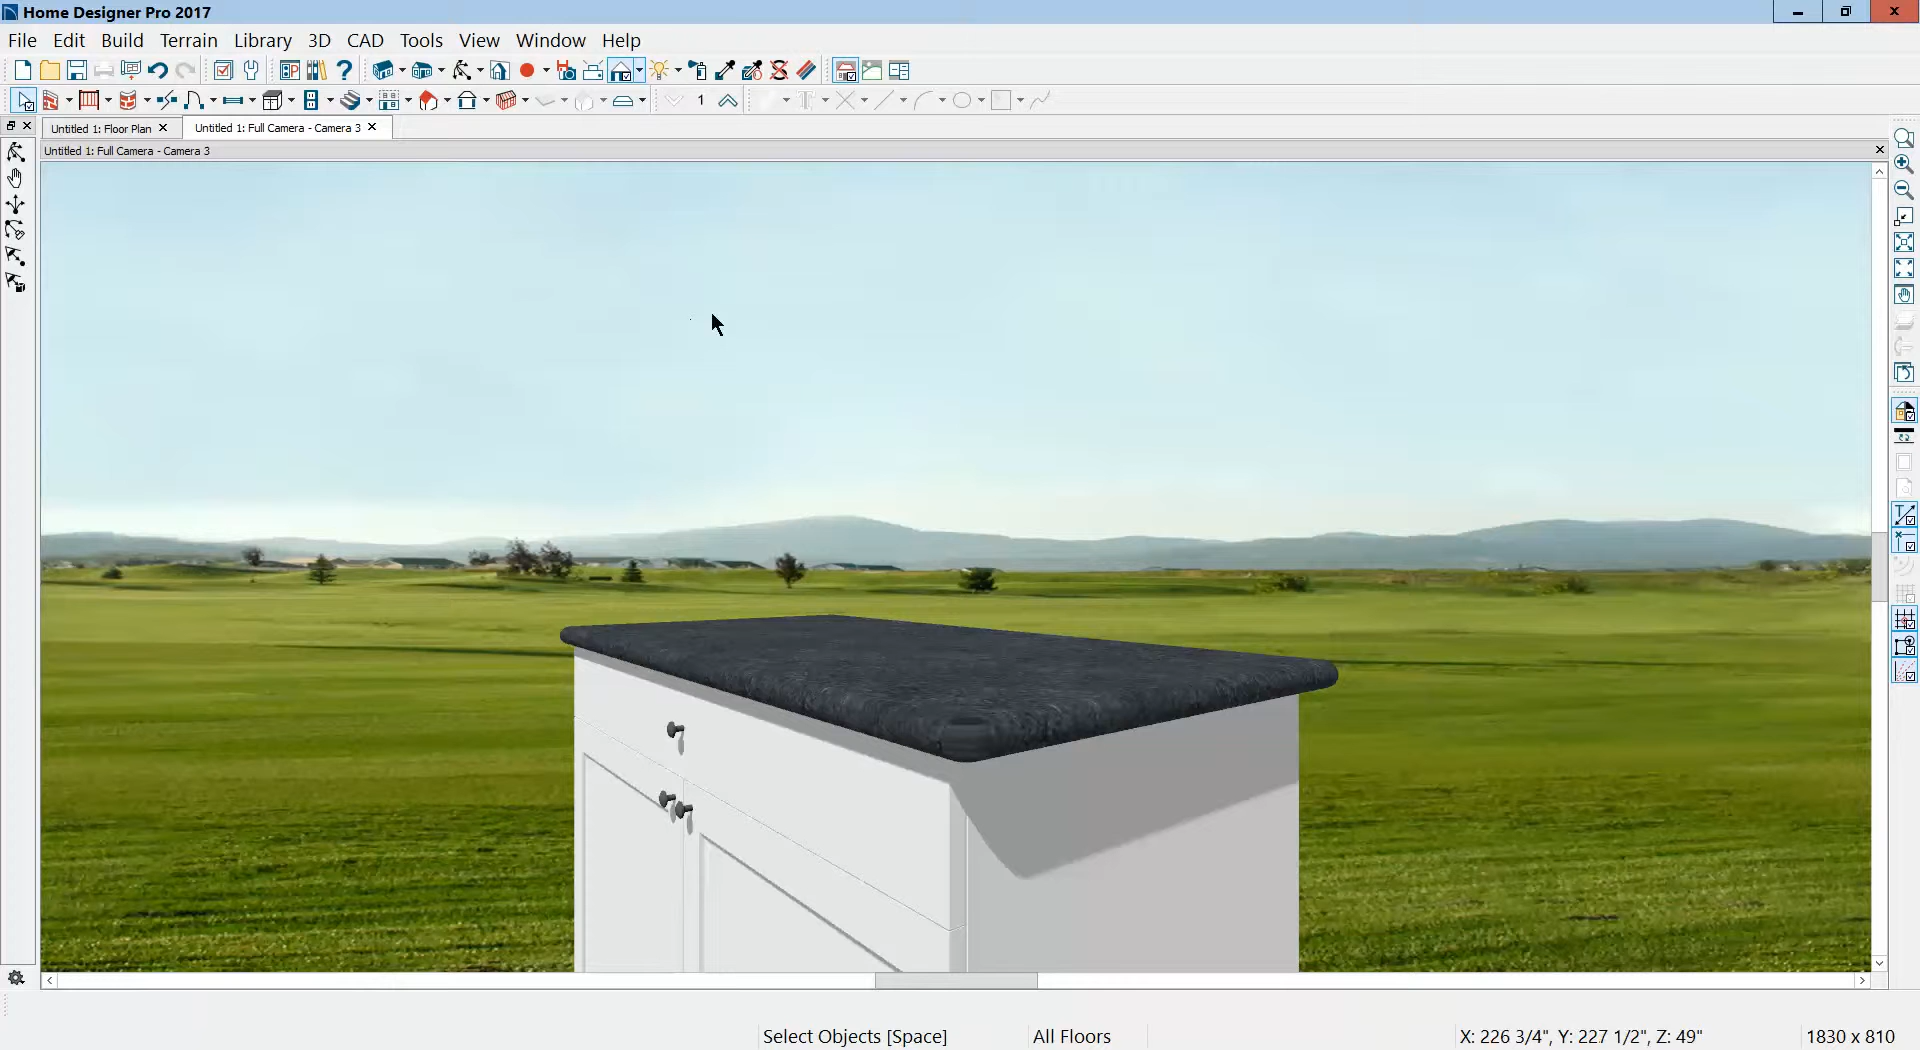 Home Designer Pro 2017
File Edit Build Terrain Library 3D CAD Tools View Window Help
1
Untitled 1: Floor Plan Untitled 1: Full Camera - Camera 3
Untitled 1: Full Camera - Camera 3
Select Objects [Space] All Floors X: 226 3/4", Y: 227 1/2", Z: 49" 1830 x 810